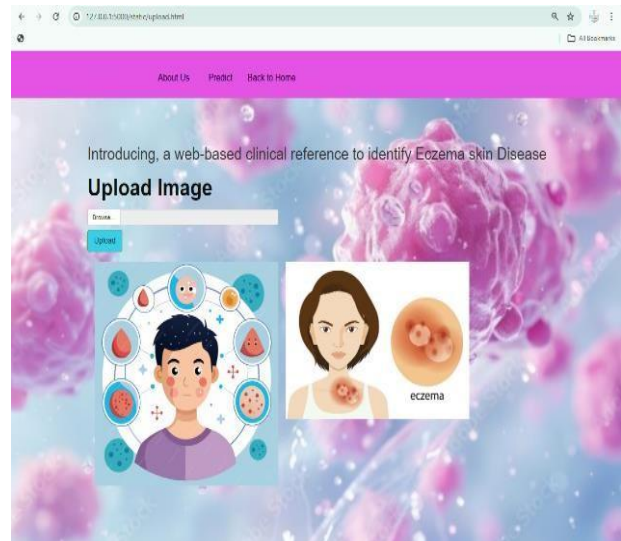 127.0.0.1:5000/static/upload.html
All Bookmarks
About Us Predict Back to Home
Introducing, a web-based clinical reference to identify Eczema skin Disease
Upload Image
Browse...
Upload
eczema